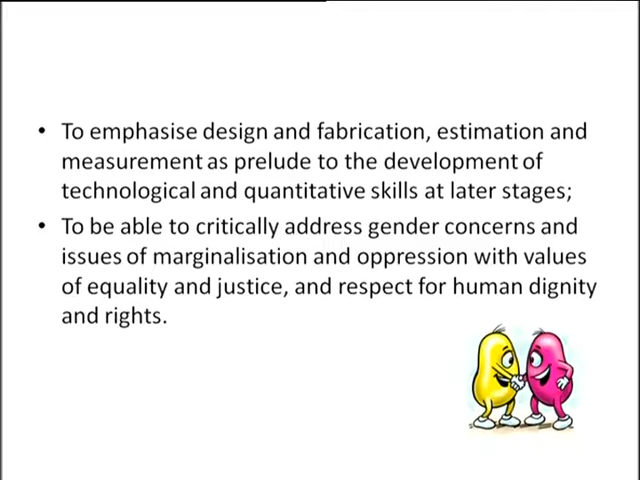 • To emphasise design and fabrication, estimation and
measurement as prelude to the development of
technological and quantitative skills at later stages;
• To be able to critically address gender concerns and
issues of marginalisation and oppression with values
of equality and justice, and respect for human dignity
and rights.